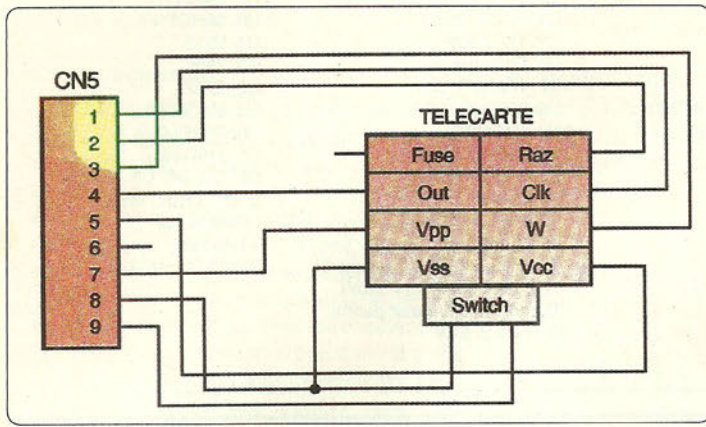 CN5
1
2
3
4
5
6
7
8
9
TELECARTE
Fuse Raz
Out Clk
Vpp W
Vss Vcc
Switch